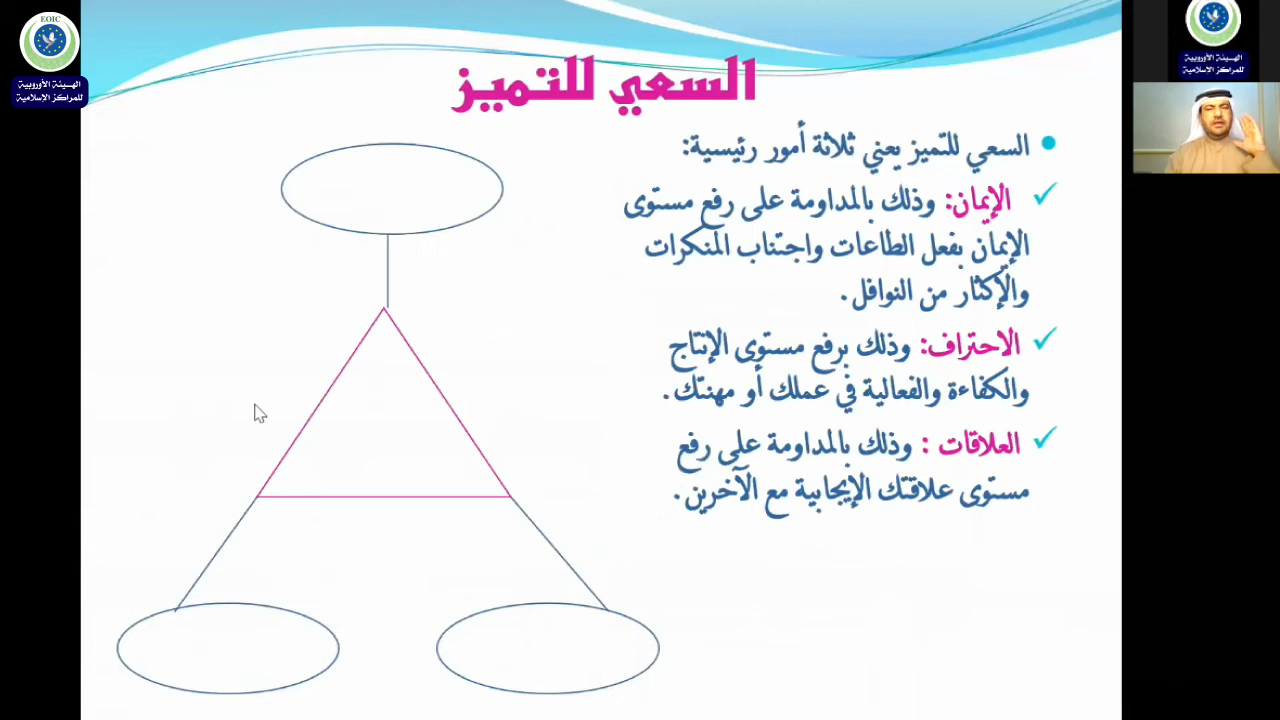 EOIC
الهيئة الأوروبية
للمراكز الإسلامية
السعي للتميز
السعي للتميز يعني ثلاثة أمور رئيسية:
الإيمان: وذلك بالمداومة على رفع مستوى
الإيمان بفعل الطاعات واجتناب المنكرات
والإكثار من النوافل.
الاحتراف: وذلك برفع مستوى الإنتاج
والكفاءة والفعالية في عملك أو مهنتك.
العلاقات : وذلك بالمداومة على رفع
مستوى علاقتك الإيجابية مع الآخرين.
الهيئة الأوروبية
للمراكز الاسلامية